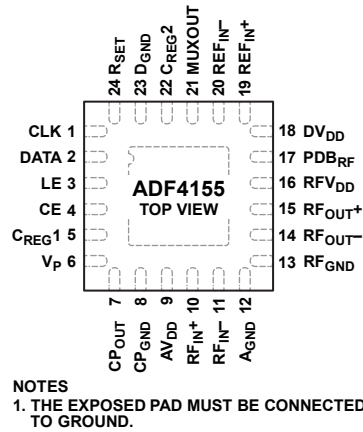 24 RSET
23 DGND
22 CREG2
21 MUXOUT
20 REFIN−
19 REFIN+
CLK 1
DATA 2
LE 3
CE 4
CREG1 5
VP 6
ADF4155
TOP VIEW
18 DVDD
17 PDBRF
16 RFVDD
15 RFOUT+
14 RFOUT−
13 RFGND
CPOUT 7
CPGND 8
AVDD 9
RFIN+ 10
RFIN− 11
AGND 12
NOTES
1. THE EXPOSED PAD MUST BE CONNECTED
TO GROUND.